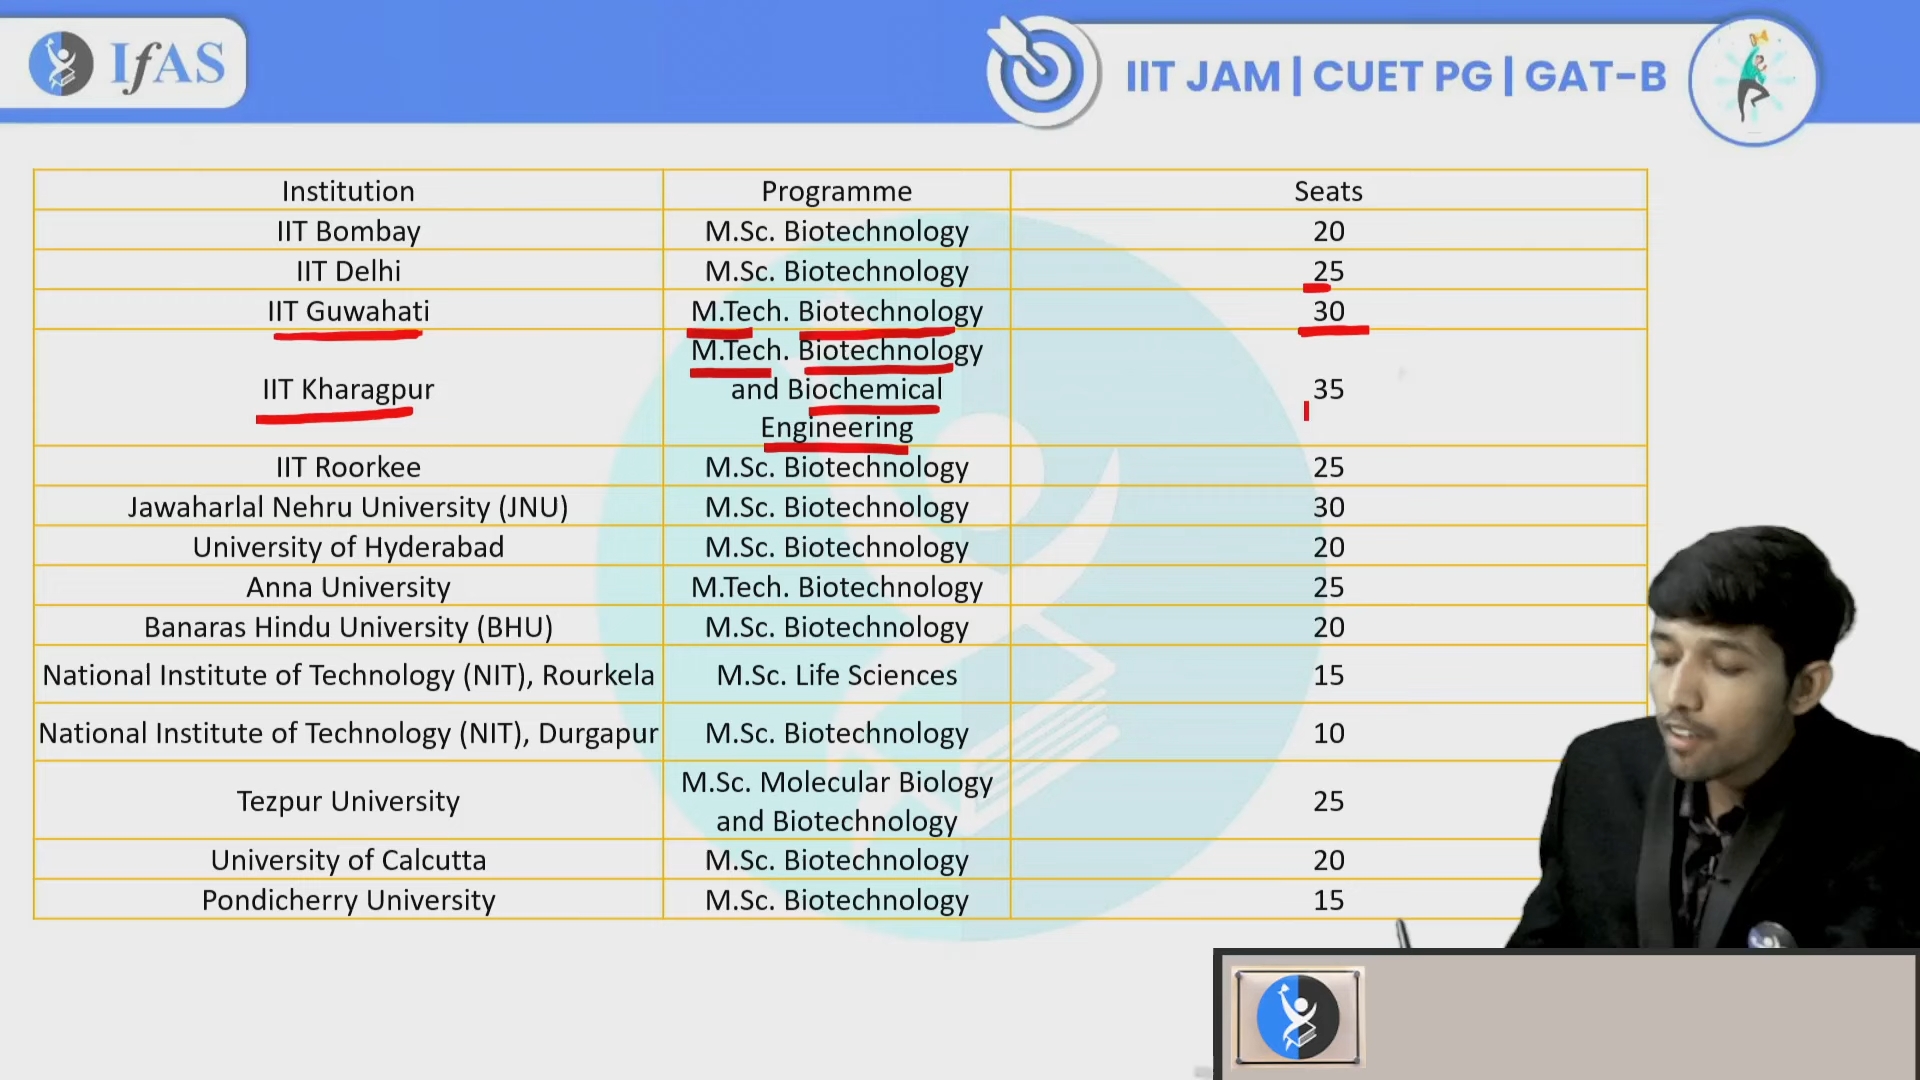 IfAS
IIT JAM | CUET PG | GAT-B
Institution Programme Seats
IIT Bombay M.Sc. Biotechnology 20
IIT Delhi M.Sc. Biotechnology 25
IIT Guwahati M.Tech. Biotechnology 30
IIT Kharagpur M.Tech. Biotechnology
and Biochemical
Engineering 35
IIT Roorkee M.Sc. Biotechnology 25
Jawaharlal Nehru University (JNU) M.Sc. Biotechnology 30
University of Hyderabad M.Sc. Biotechnology 20
Anna University M.Tech. Biotechnology 25
Banaras Hindu University (BHU) M.Sc. Biotechnology 20
National Institute of Technology (NIT), Rourkela M.Sc. Life Sciences 15
National Institute of Technology (NIT), Durgapur M.Sc. Biotechnology 10
Tezpur University M.Sc. Molecular Biology
and Biotechnology 25
University of Calcutta M.Sc. Biotechnology 20
Pondicherry University M.Sc. Biotechnology 15